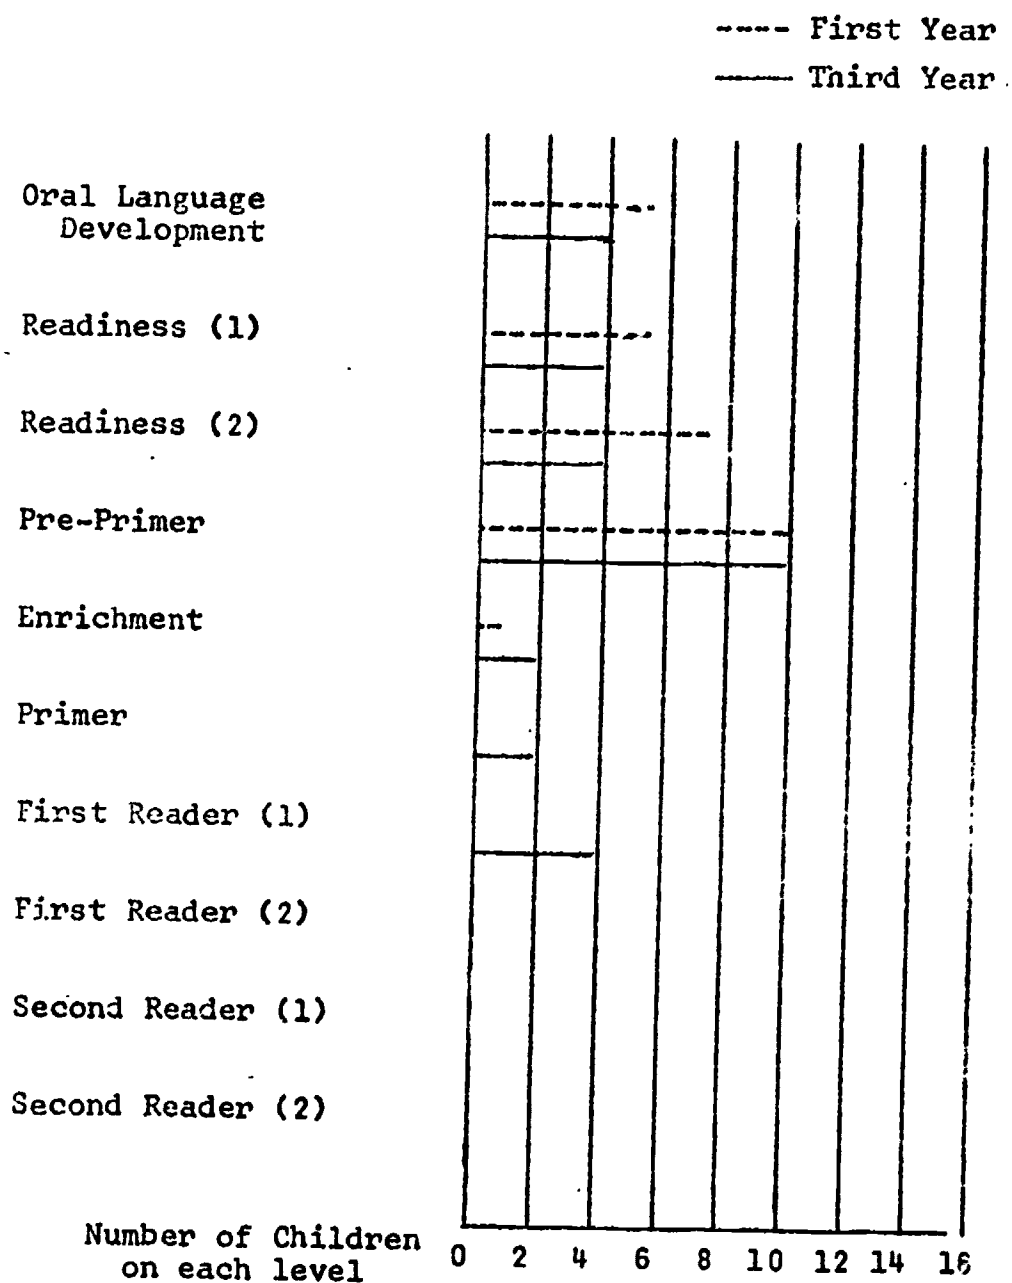 ---- First Year
—— Third Year
Oral Language
Development
Readiness (1)
Readiness (2)
Pre-Primer
Enrichment
Primer
First Reader (1)
First Reader (2)
Second Reader (1)
Second Reader (2)
Number of Children
on each level
0 2 4 6 8 10 12 14 16